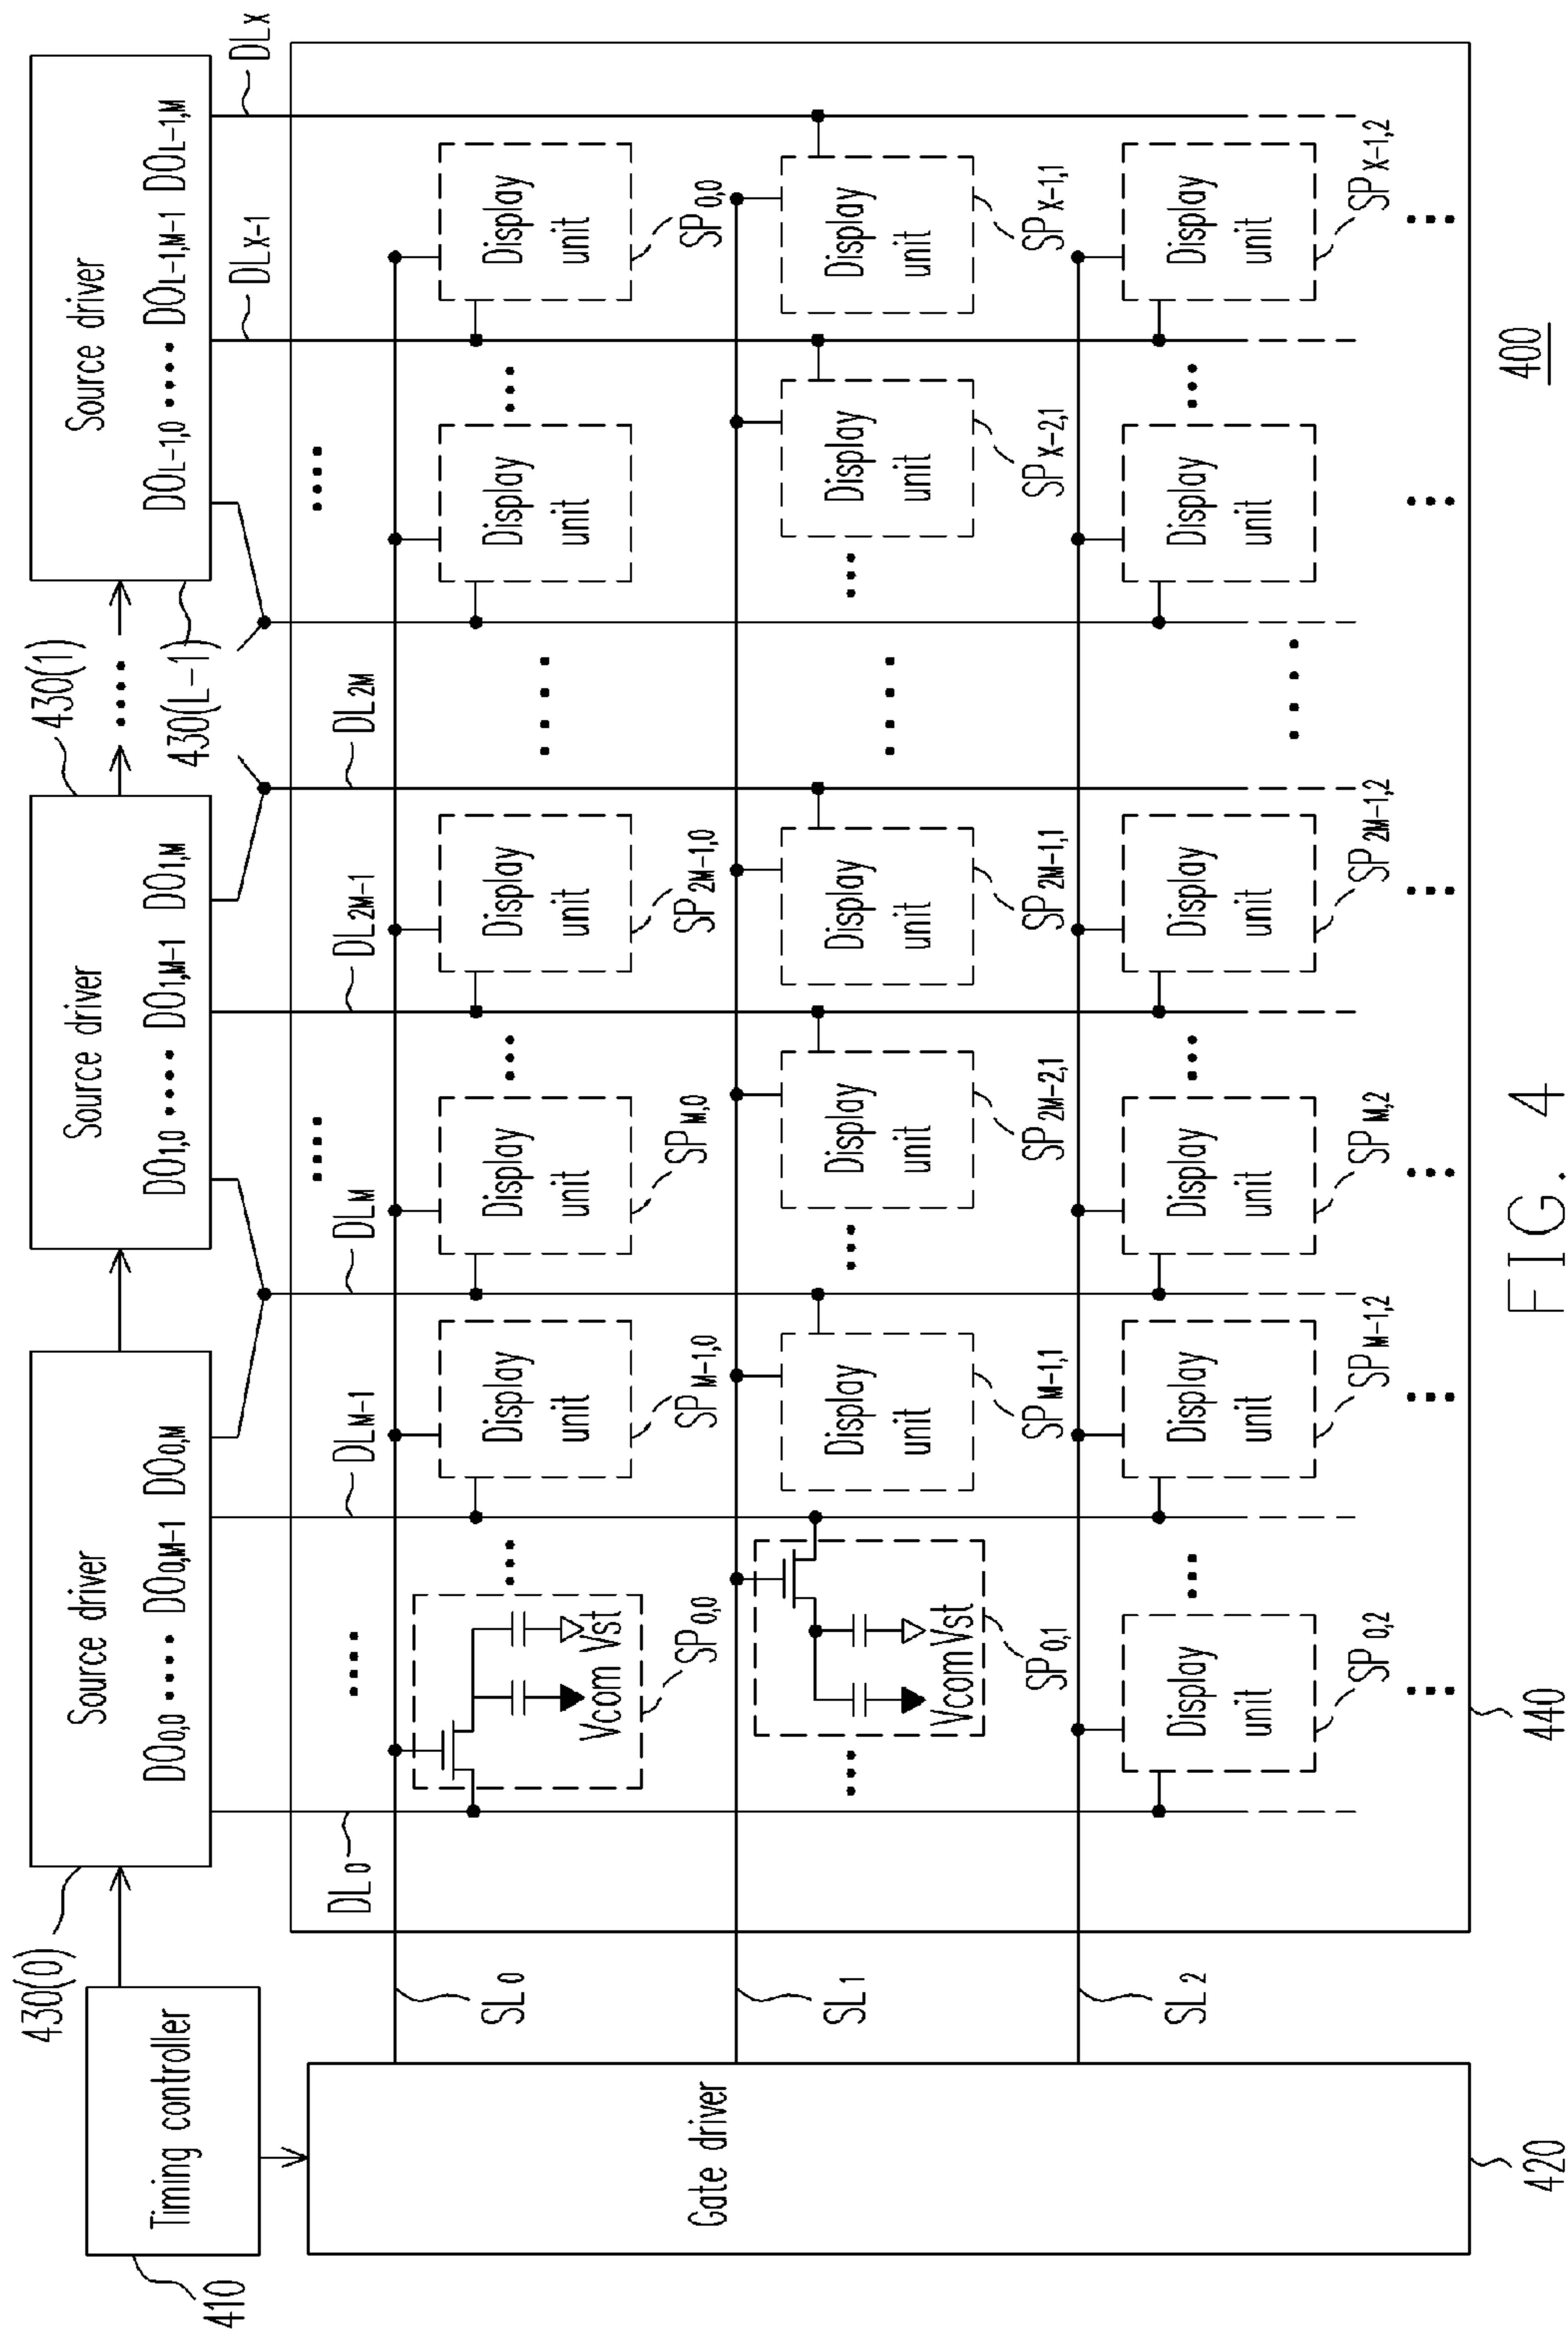 410
Timing controller
430(0)
Source driver
DO0,0 ····· DO0,M-1 DO0,M
430(1)
Source driver
DO1,0 ····· DO1,M-1 DO1,M
·····
430(L-1)
Source driver
DOL-1,0 ····· DOL-1,M-1 DOL-1,M
DL0
····
DLM-1
DLM
····
DL2M-1
DL2M
····
DLX-1
DLX
SL0
Vcom Vst
SP0,0
···
Display unit
SPM-1,0
Display unit
SPM,0
···
Display unit
SP2M-1,0
····
Display unit
···
Display unit
SP0,0
SL1
···
Vcom Vst
SP0,1
Display unit
SPM-1,1
···
Display unit
SP2M-2,1
Display unit
SP2M-1,1
····
···
Display unit
SPX-2,1
Display unit
SPX-1,1
SL2
Display unit
SP0,2
···
Display unit
SPM-1,2
Display unit
SPM,2
···
Display unit
SP2M-1,2
····
Display unit
···
Display unit
SPX-1,2
Gate driver
420
440
400
FIG. 4